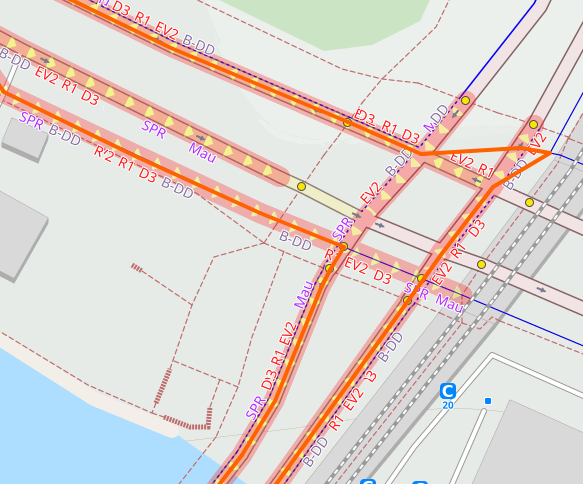 D3 R1 EV2 B-DD
B-DD EV2 R1 D3
SPR Mau
SPR B-DD
R2 R1 D3 B-DD
D3 R1 D3
B-DD
B-DD
EV2 R1
B-DD
EV2
EV2
SPR
B-DD
EV2 D3
EV2 R1 D3
SPR Mau
Mau
SPR D3 R1 EV2
B-DD
R1 EV2
B-DD
C
20
C